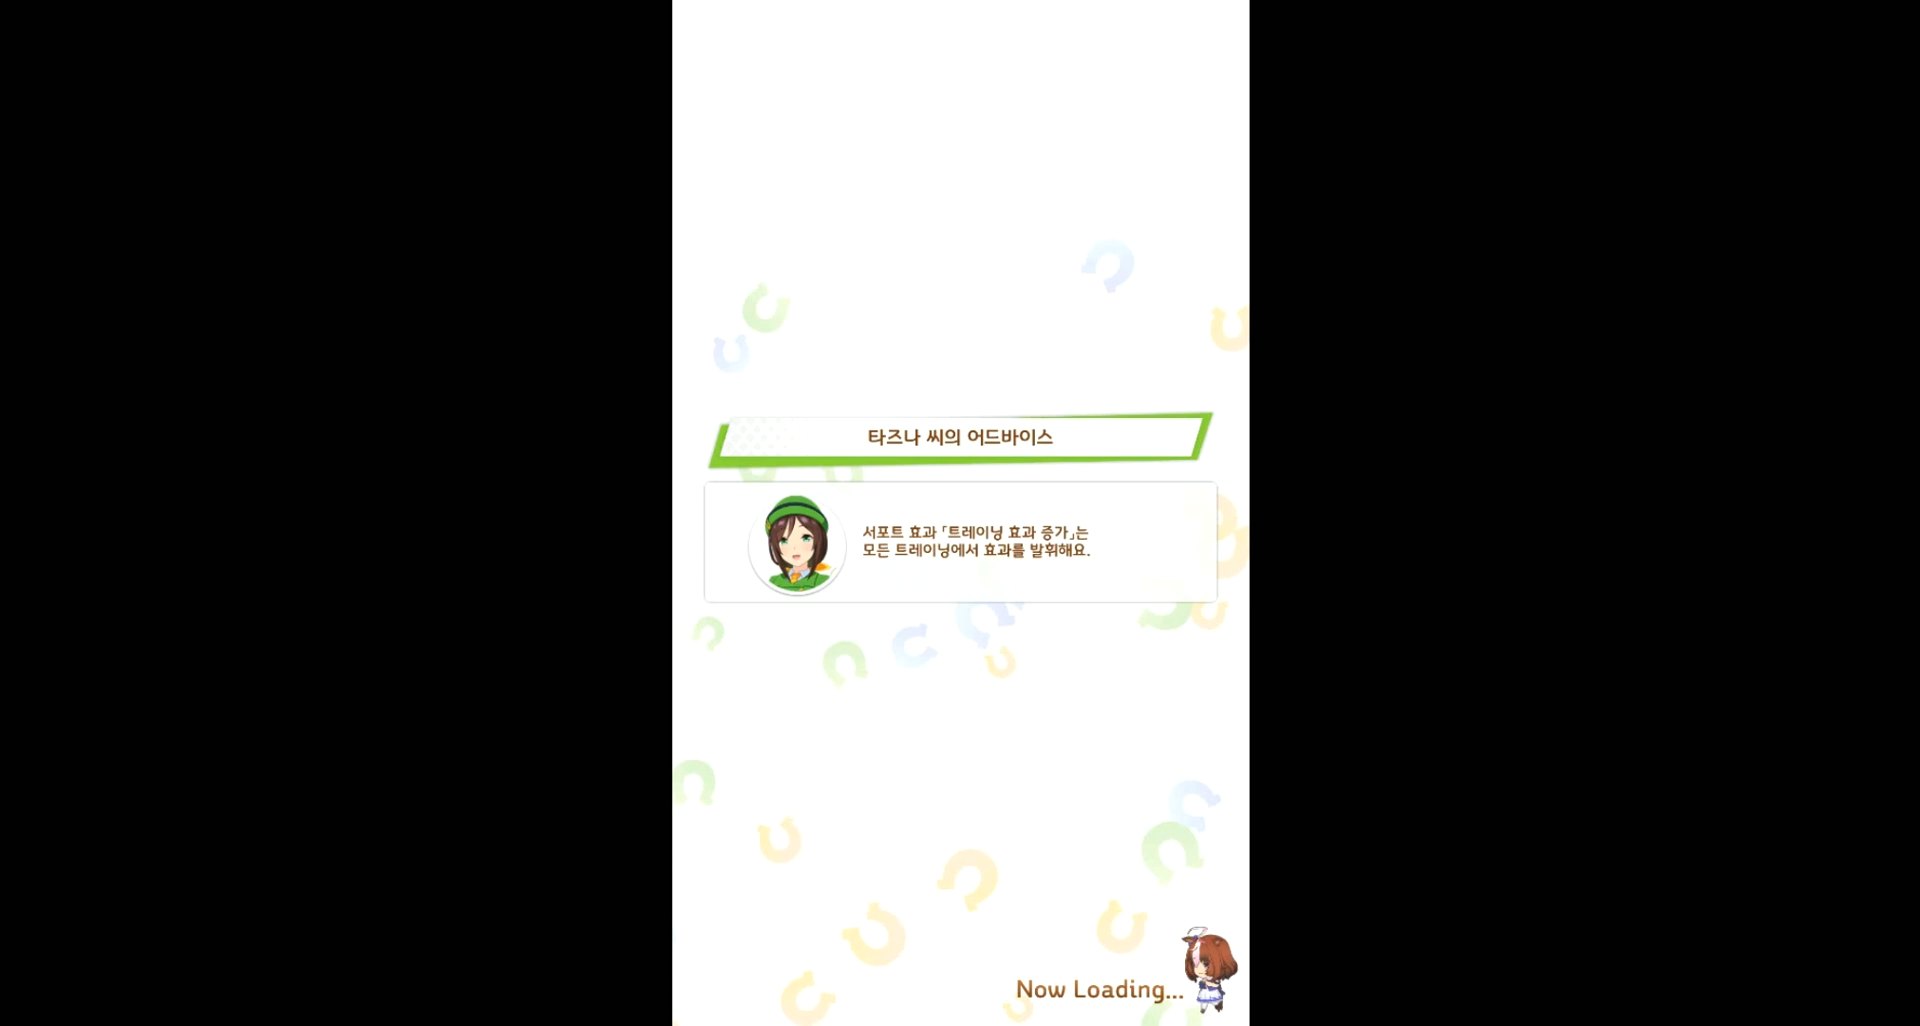 타즈나 씨의 어드바이스
서포트 효과 「트레이닝 효과 증가」는
모든 트레이닝에서 효과를 발휘해요.
Now Loading...